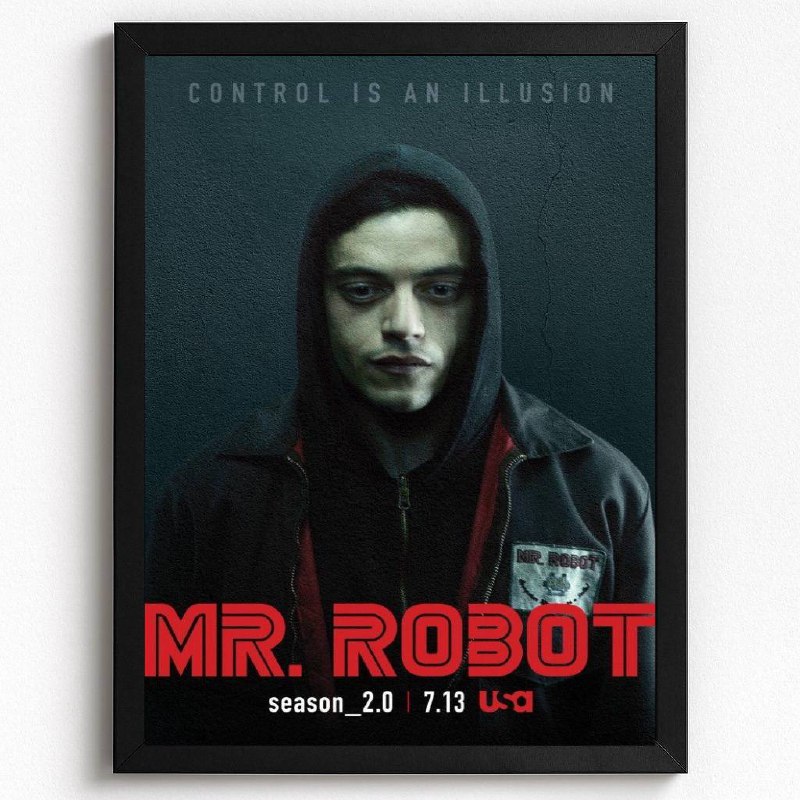 CONTROL IS AN ILLUSION
MR. ROBOT
MR. ROBOT
season_2.0 | 7.13 usa